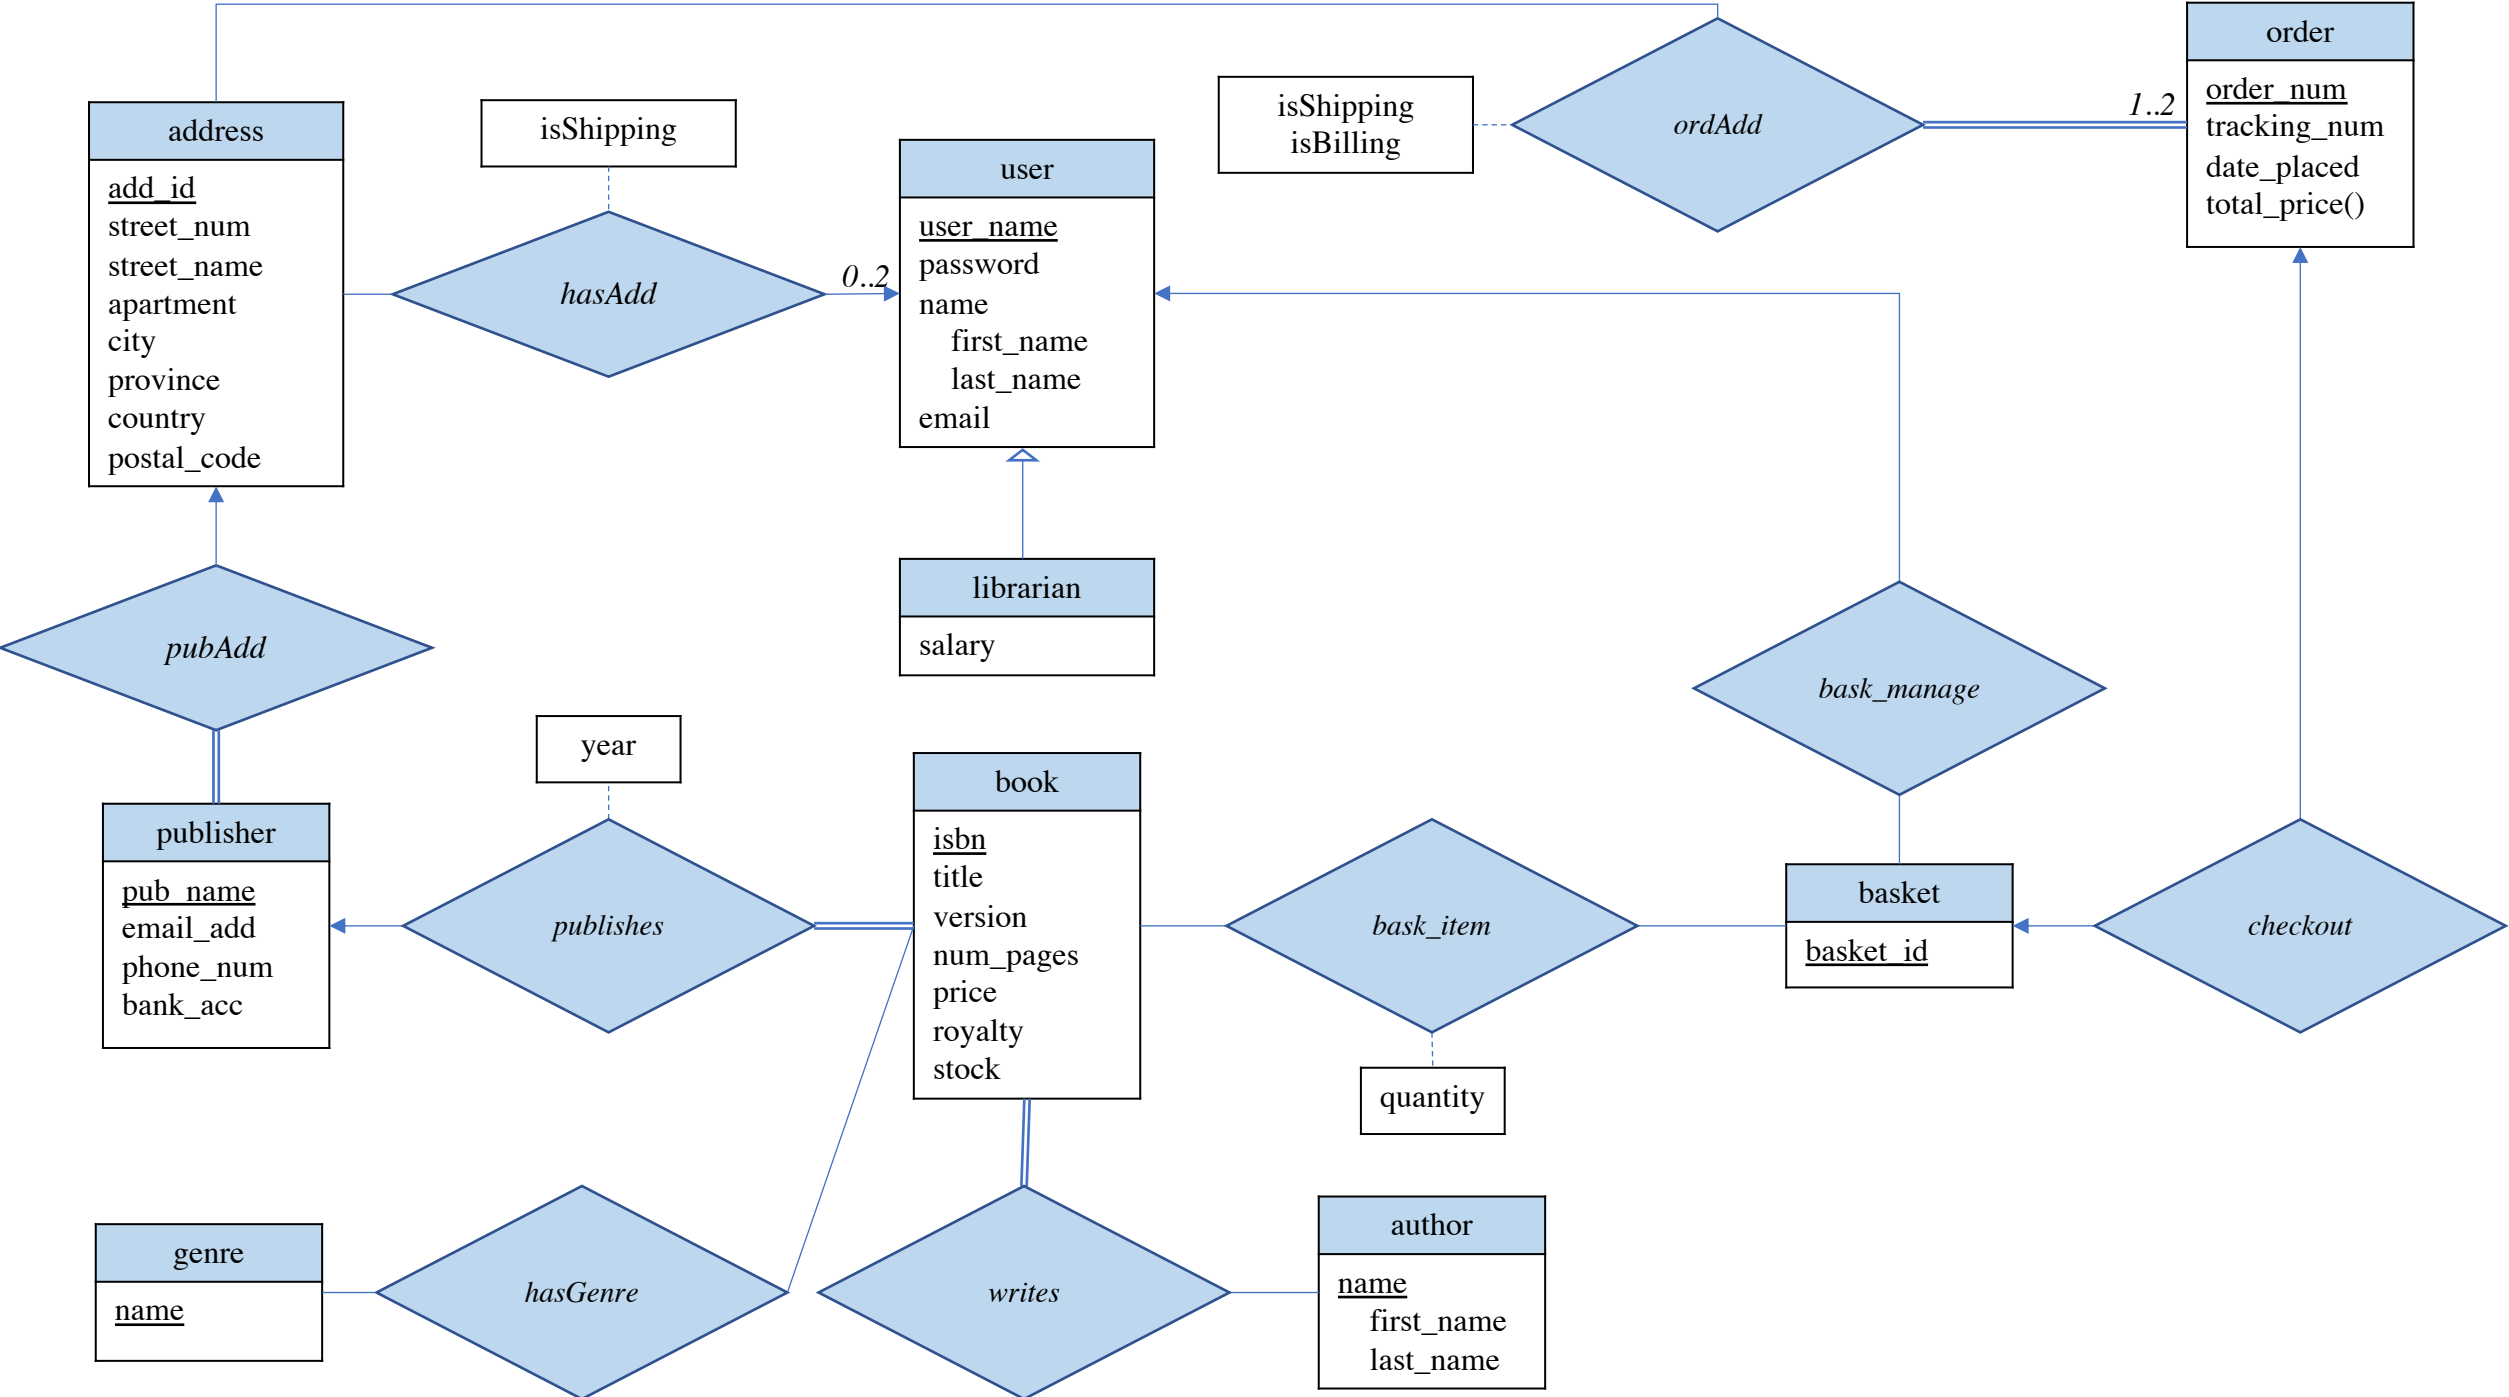 order
order_num
tracking_num
date_placed
total_price()
1..2
ordAdd
isShipping
isBilling
address
add_id
street_num
street_name
apartment
city
province
country
postal_code
isShipping
hasAdd
0..2
user
user_name
password
name
first_name
last_name
email
librarian
salary
pubAdd
bask_manage
publisher
pub_name
email_add
phone_num
bank_acc
year
publishes
book
isbn
title
version
num_pages
price
royalty
stock
bask_item
quantity
basket
basket_id
checkout
genre
name
hasGenre
writes
author
name
first_name
last_name